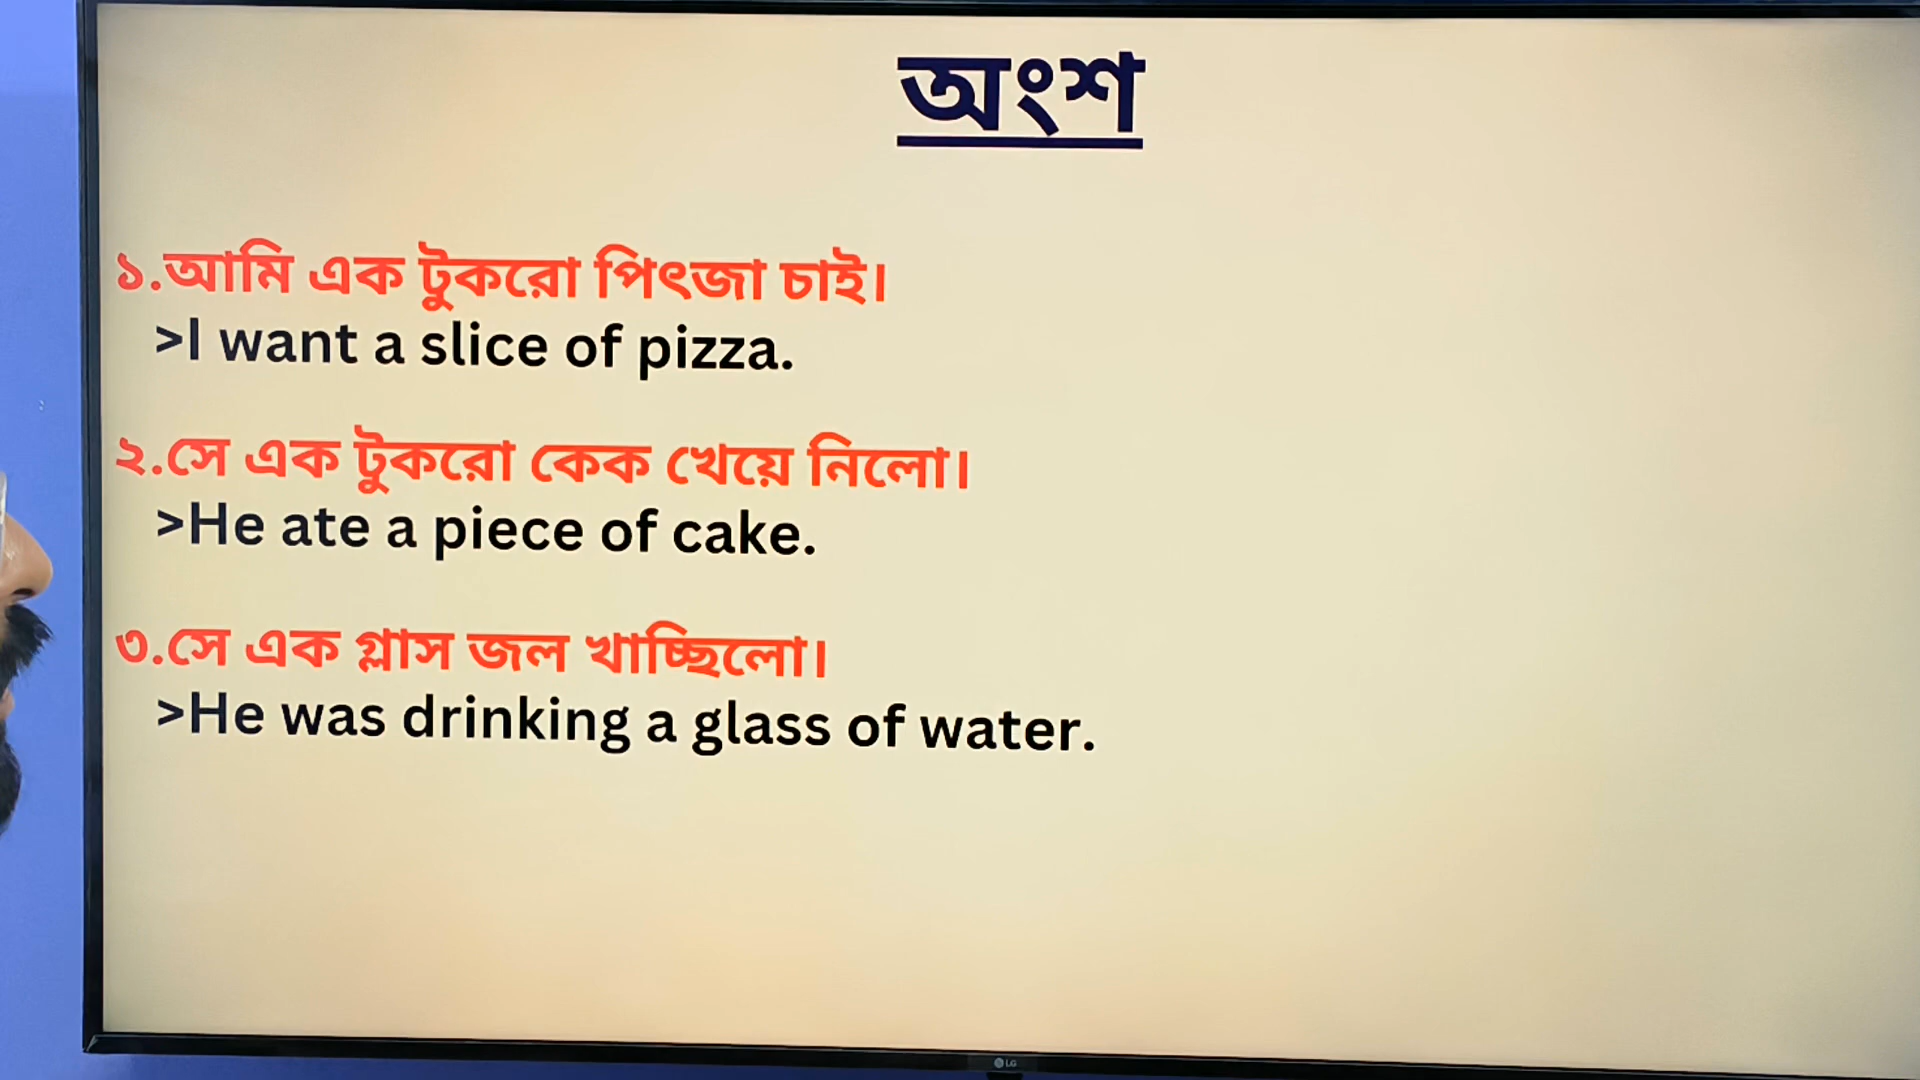 অংশ
১.আমি এক টুকরো পিৎজা চাই।
>I want a slice of pizza.
২.সে এক টুকরো কেক খেয়ে নিলো।
>He ate a piece of cake.
৩.সে এক গ্লাস জল খাচ্ছিলো।
>He was drinking a glass of water.
LG